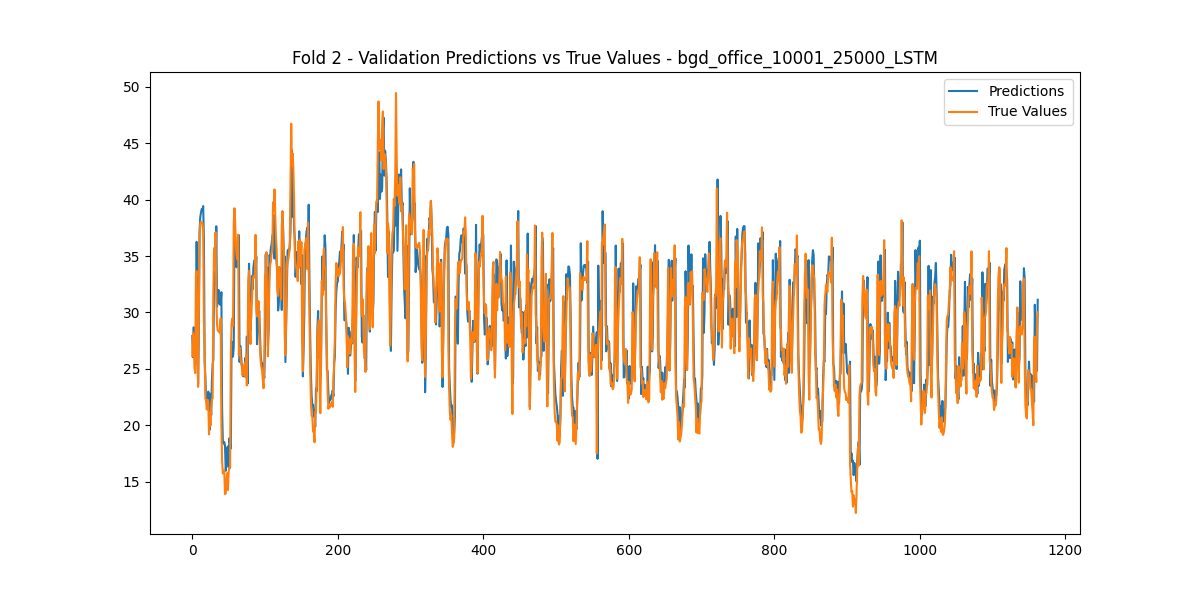 Fold 2 - Validation Predictions vs True Values - bgd_office_10001_25000_LSTM
Predictions
True Values
50
45
40
35
30
25
20
15
0 200 400 600 800 1000 1200